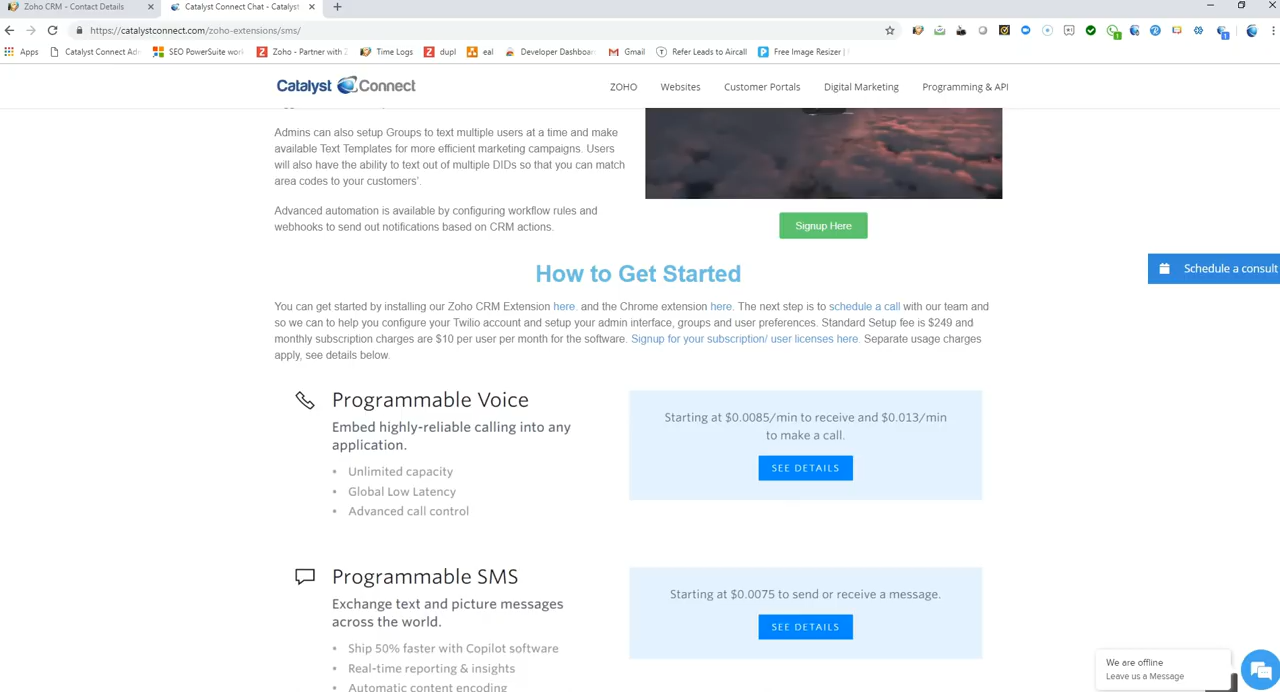 Zoho CRM - Contact Details
Catalyst Connect Chat - Catalyst
https://catalystconnect.com/zoho-extensions/sms/
Apps
Catalyst Connect Adm
SEO PowerSuite work
Zoho - Partner with Z
Time Logs
dupl
eal
Developer Dashboar
Gmail
Refer Leads to Aircall
Free Image Resizer |
Catalyst Connect
ZOHO
Websites
Customer Portals
Digital Marketing
Programming & API
Admins can also setup Groups to text multiple users at a time and make
available Text Templates for more efficient marketing campaigns. Users
will also have the ability to text out of multiple DIDs so that you can match
area codes to your customers’.
Advanced automation is available by configuring workflow rules and
webhooks to send out notifications based on CRM actions.
Signup Here
Schedule a consult
How to Get Started
You can get started by installing our Zoho CRM Extension here. and the Chrome extension here. The next step is to schedule a call with our team and
so we can to help you configure your Twilio account and setup your admin interface, groups and user preferences. Standard Setup fee is $249 and
monthly subscription charges are $10 per user per month for the software. Signup for your subscription/ user licenses here. Separate usage charges
apply, see details below.
Programmable Voice
Embed highly-reliable calling into any
application.
• Unlimited capacity
• Global Low Latency
• Advanced call control
Starting at $0.0085/min to receive and $0.013/min
to make a call.
SEE DETAILS
Programmable SMS
Exchange text and picture messages
across the world.
• Ship 50% faster with Copilot software
• Real-time reporting & insights
• Automatic content encoding
Starting at $0.0075 to send or receive a message.
SEE DETAILS
We are offline
Leave us a Message